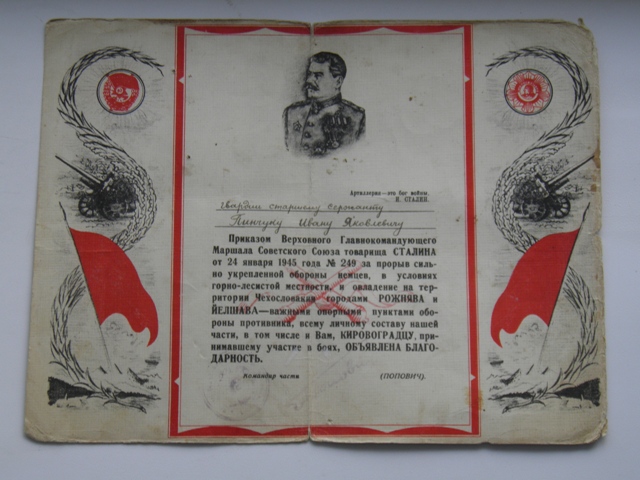 Артиллерия—это бог войны.
И. СТАЛИН.
гвардии старшему сержанту
Пинчуку Ивану Яковлевичу
Приказом Верховного Главнокомандующего
Маршала Советского Союза товарища СТАЛИНА
от 24 января 1945 года № 249 за прорыв силь-
но укрепленной обороны немцев, в условиях
горно-лесистой местности, и овладение на тер-
ритории Чехословакии городами РОЖНЯВА и
ЙЕЛШАВА—важными опорными пунктами обо-
роны противника, всему личному составу нашей
части, в том числе и Вам, КИРОВОГРАДЦУ, при-
нимавшему участие в боях, ОБЪЯВЛЕНА БЛАГО-
ДАРНОСТЬ.
Командир части (ПОПОВИЧ).